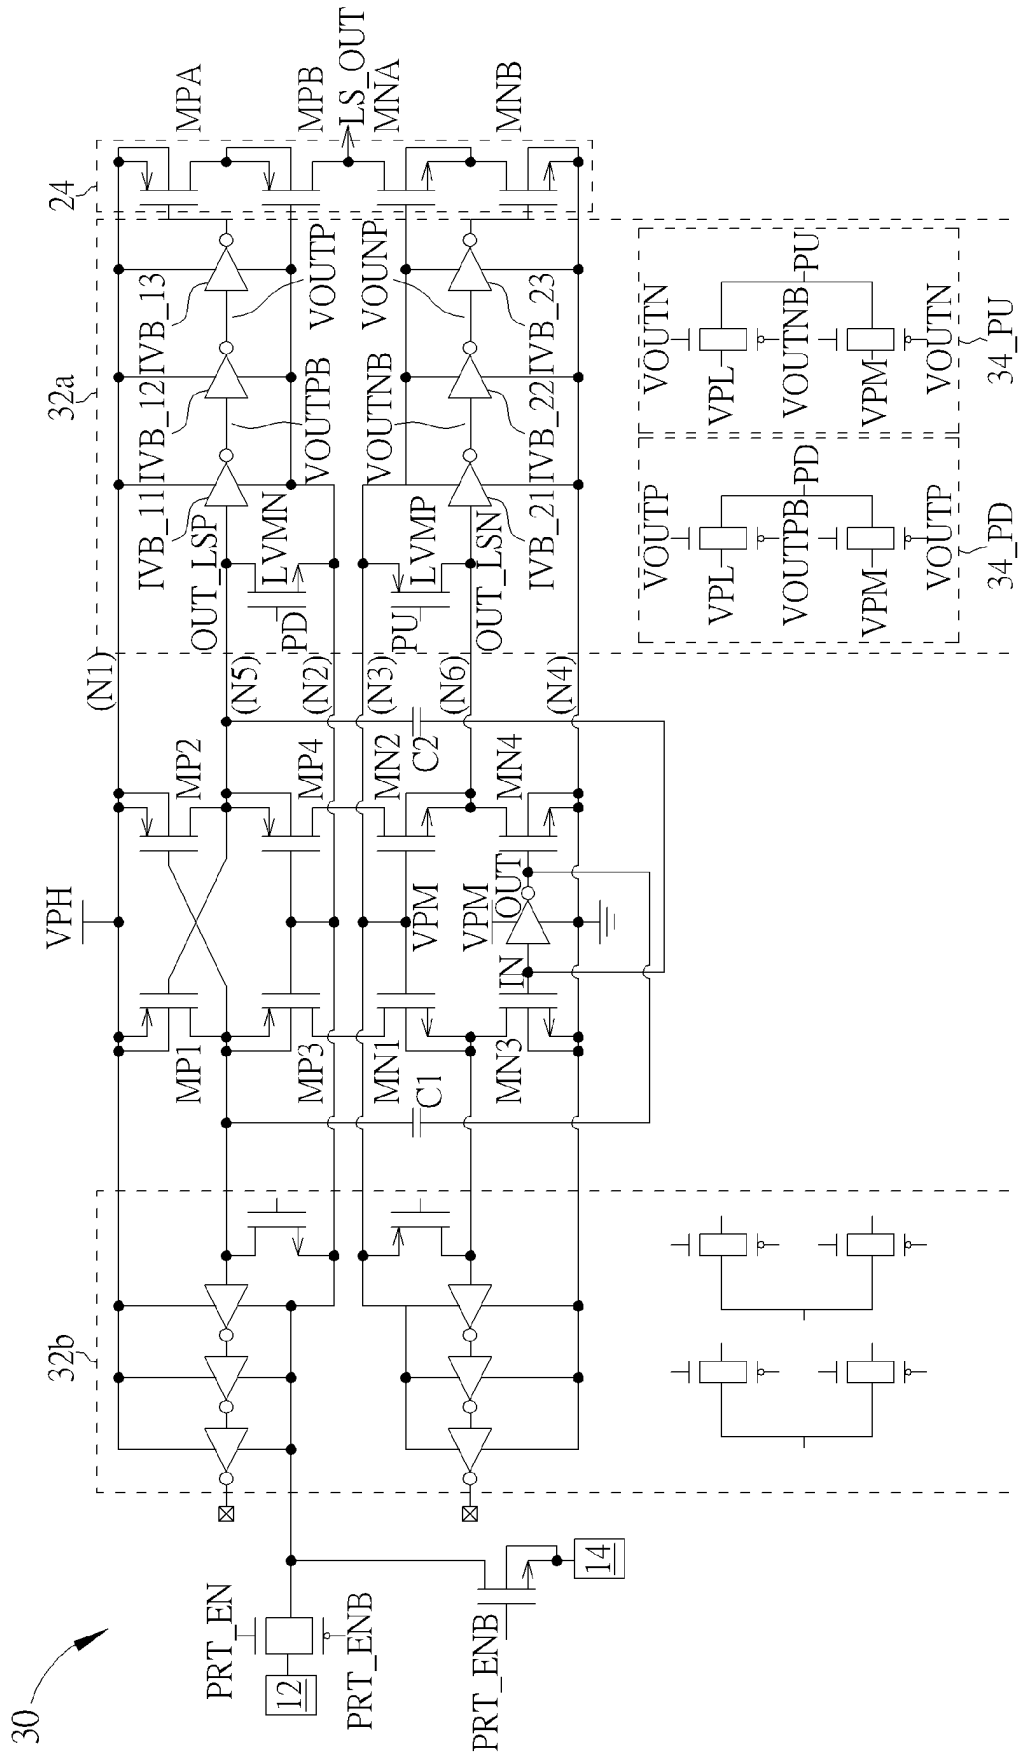 30
PRT_EN
12
PRT_ENB
PRT_ENB
14
32b
VPH
MP1
MP2
MP3
MP4
C1
C2
MN1
MN2
VPM
VPM
MN3
MN4
IN
OUT
(N1)
(N5)
(N2)
(N3)
(N6)
(N4)
32a
24
IVB_11
IVB_12
IVB_13
OUT_LSP
LVMN
PD
VOUTPB
VOUTP
PU
LVMP
OUT_LSN
VOUTNB
VOUNP
IVB_21
IVB_22
IVB_23
MPA
MPB
LS_OUT
MNA
MNB
VOUTP
VPL
VOUTPB
PD
VPM
VOUTP
34_PD
VOUTN
VPL
VOUTNB
PU
VPM
VOUTN
34_PU